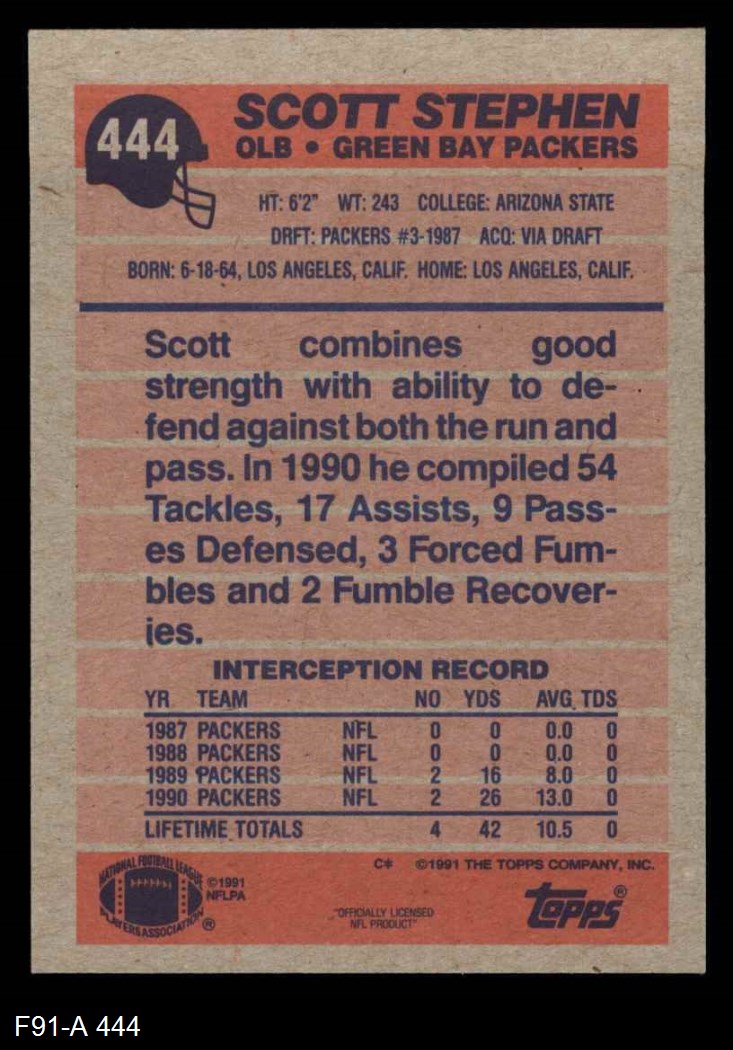 444
SCOTT STEPHEN
OLB • GREEN BAY PACKERS
HT: 6'2" WT: 243 COLLEGE: ARIZONA STATE
DRFT: PACKERS #3-1987 ACQ: VIA DRAFT
BORN: 6-18-64, LOS ANGELES, CALIF. HOME: LOS ANGELES, CALIF.
Scott combines good
strength with ability to de-
fend against both the run and
pass. In 1990 he compiled 54
Tackles, 17 Assists, 9 Pass-
es Defensed, 3 Forced Fum-
bles and 2 Fumble Recover-
ies.
INTERCEPTION RECORD
YR TEAM NO YDS AVG. TDS
1987 PACKERS NFL 0 0 0.0 0
1988 PACKERS NFL 0 0 0.0 0
1989 PACKERS NFL 2 16 8.0 0
1990 PACKERS NFL 2 26 13.0 0
LIFETIME TOTALS 4 42 10.5 0
C* ©1991 THE TOPPS COMPANY, INC.
NATIONAL FOOTBALL LEAGUE
PLAYERS ASSOCIATION ®
©1991
NFLPA
"OFFICIALLY LICENSED
NFL PRODUCT"
topps®
F91-A 444